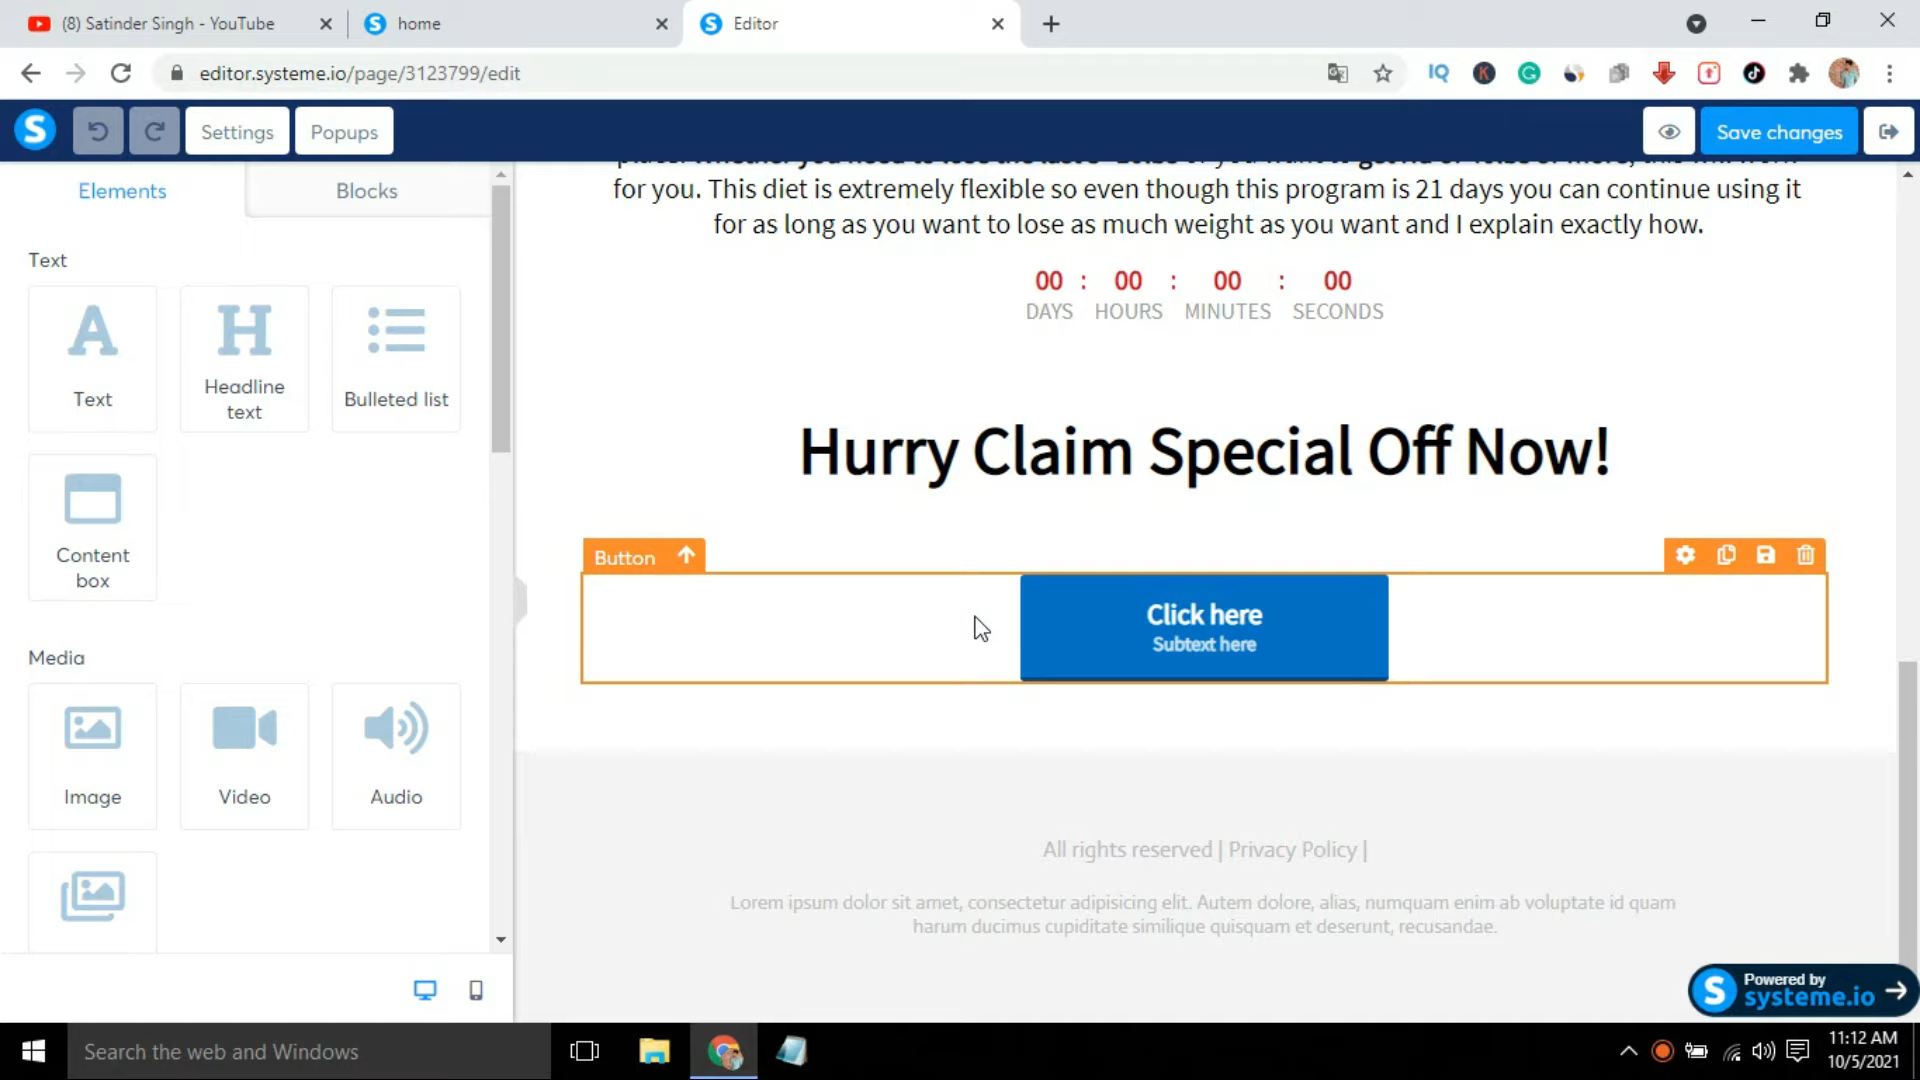 (8) Satinder Singh - YouTube
home
Editor
editor.systeme.io/page/3123799/edit
IQ
Settings
Popups
Save changes
Elements
Blocks
for you. This diet is extremely flexible so even though this program is 21 days you can continue using it
for as long as you want to lose as much weight as you want and I explain exactly how.
00 : 00 : 00 : 00
DAYS HOURS MINUTES SECONDS
Text
Text
Headline
text
Bulleted list
Content
box
Hurry Claim Special Off Now!
Button
Click here
Subtext here
Media
Image
Video
Audio
All rights reserved | Privacy Policy |
Lorem ipsum dolor sit amet, consectetur adipisicing elit. Autem dolore, alias, numquam enim ab voluptate id quam
harum ducimus cupiditate similique quisquam et deserunt, recusandae.
Powered by
systeme.io
Search the web and Windows
11:12 AM
10/5/2021